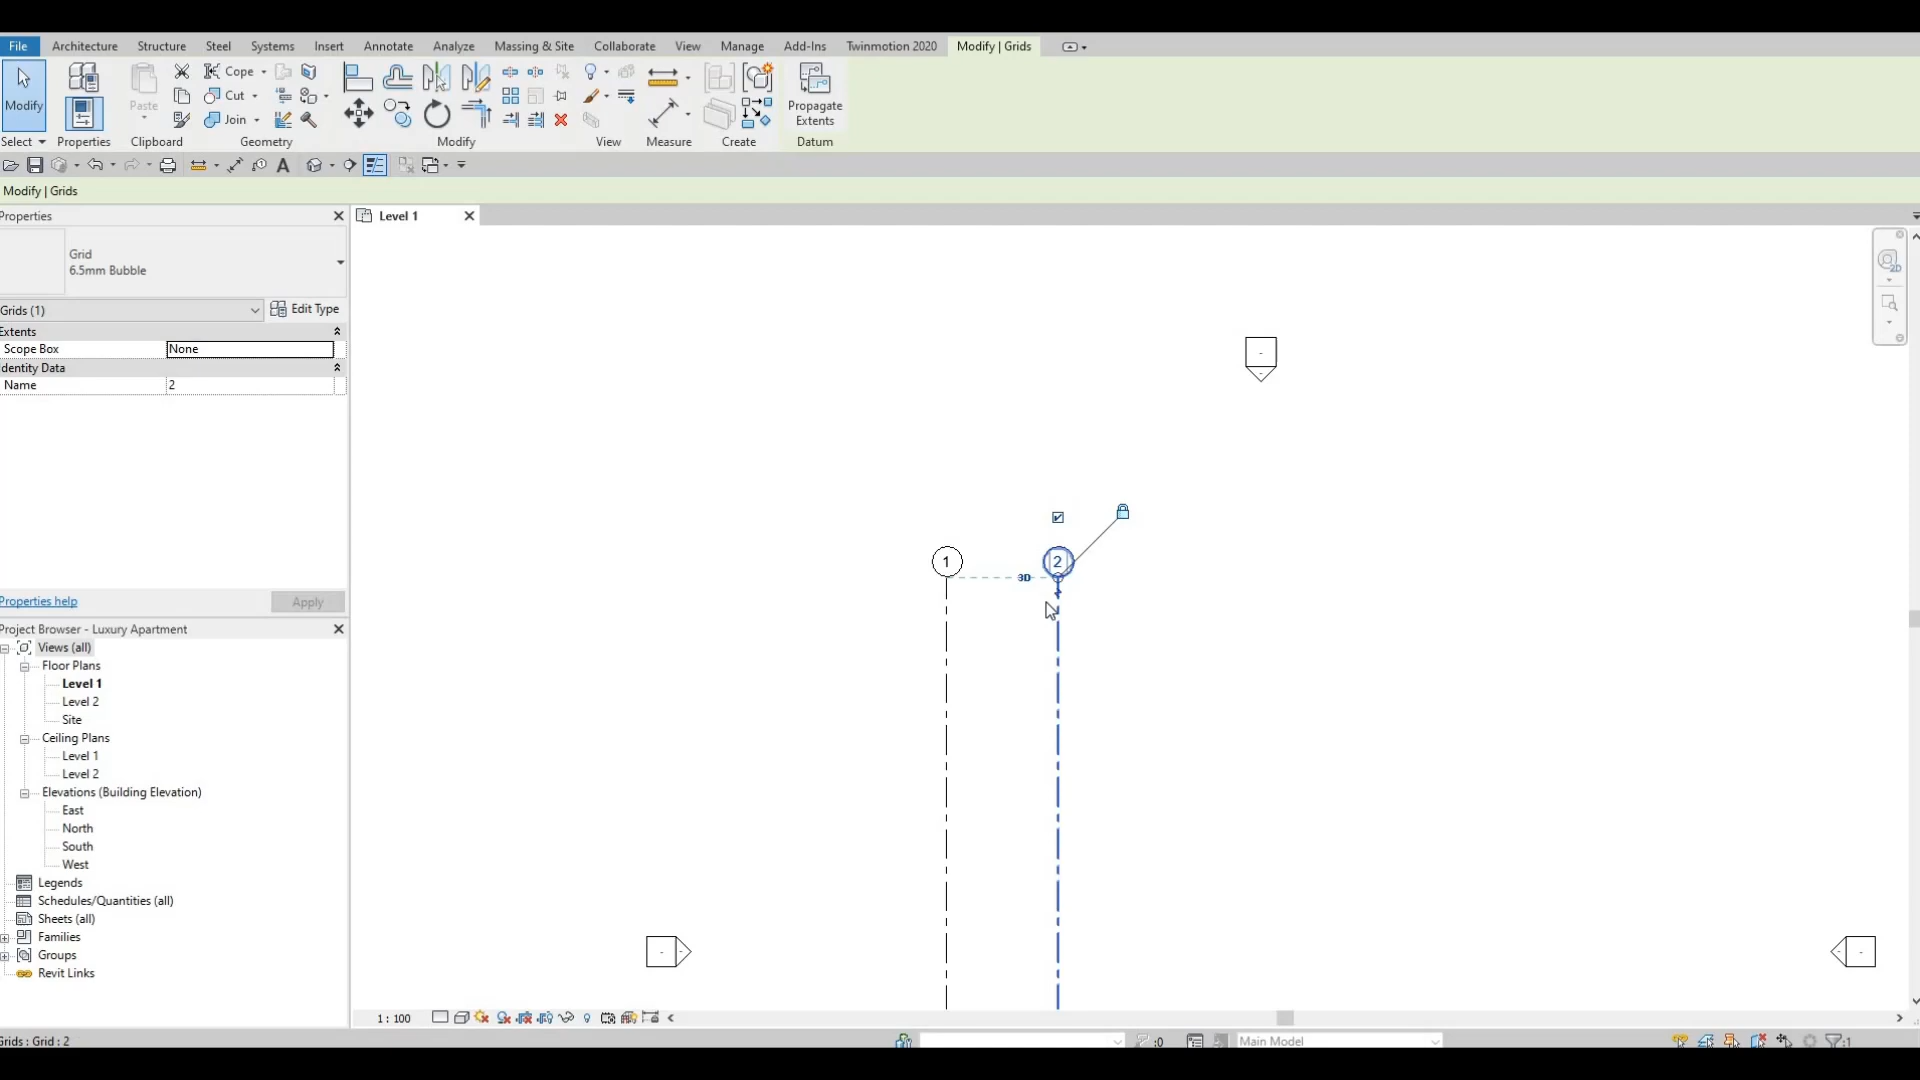 File Architecture Structure Steel Systems Insert Annotate Analyze Massing & Site Collaborate View Manage Add-Ins Twinmotion 2020 Modify | Grids
Modify
Paste
Cope
Cut
Join
Propagate
Extents
Select Properties Clipboard Geometry Modify View Measure Create Datum
Modify | Grids
Properties
Level 1
Grid
6.5mm Bubble
Grids (1)
Edit Type
Extents
Scope Box None
Identity Data
Name 2
2D
1
2
3D
Properties help
Apply
Project Browser - Luxury Apartment
Views (all)
Floor Plans
Level 1
Level 2
Site
Ceiling Plans
Level 1
Level 2
Elevations (Building Elevation)
East
North
South
West
Legends
Schedules/Quantities (all)
Sheets (all)
Families
Groups
Revit Links
1 : 100
Grids : Grid : 2
:0
Main Model
:1